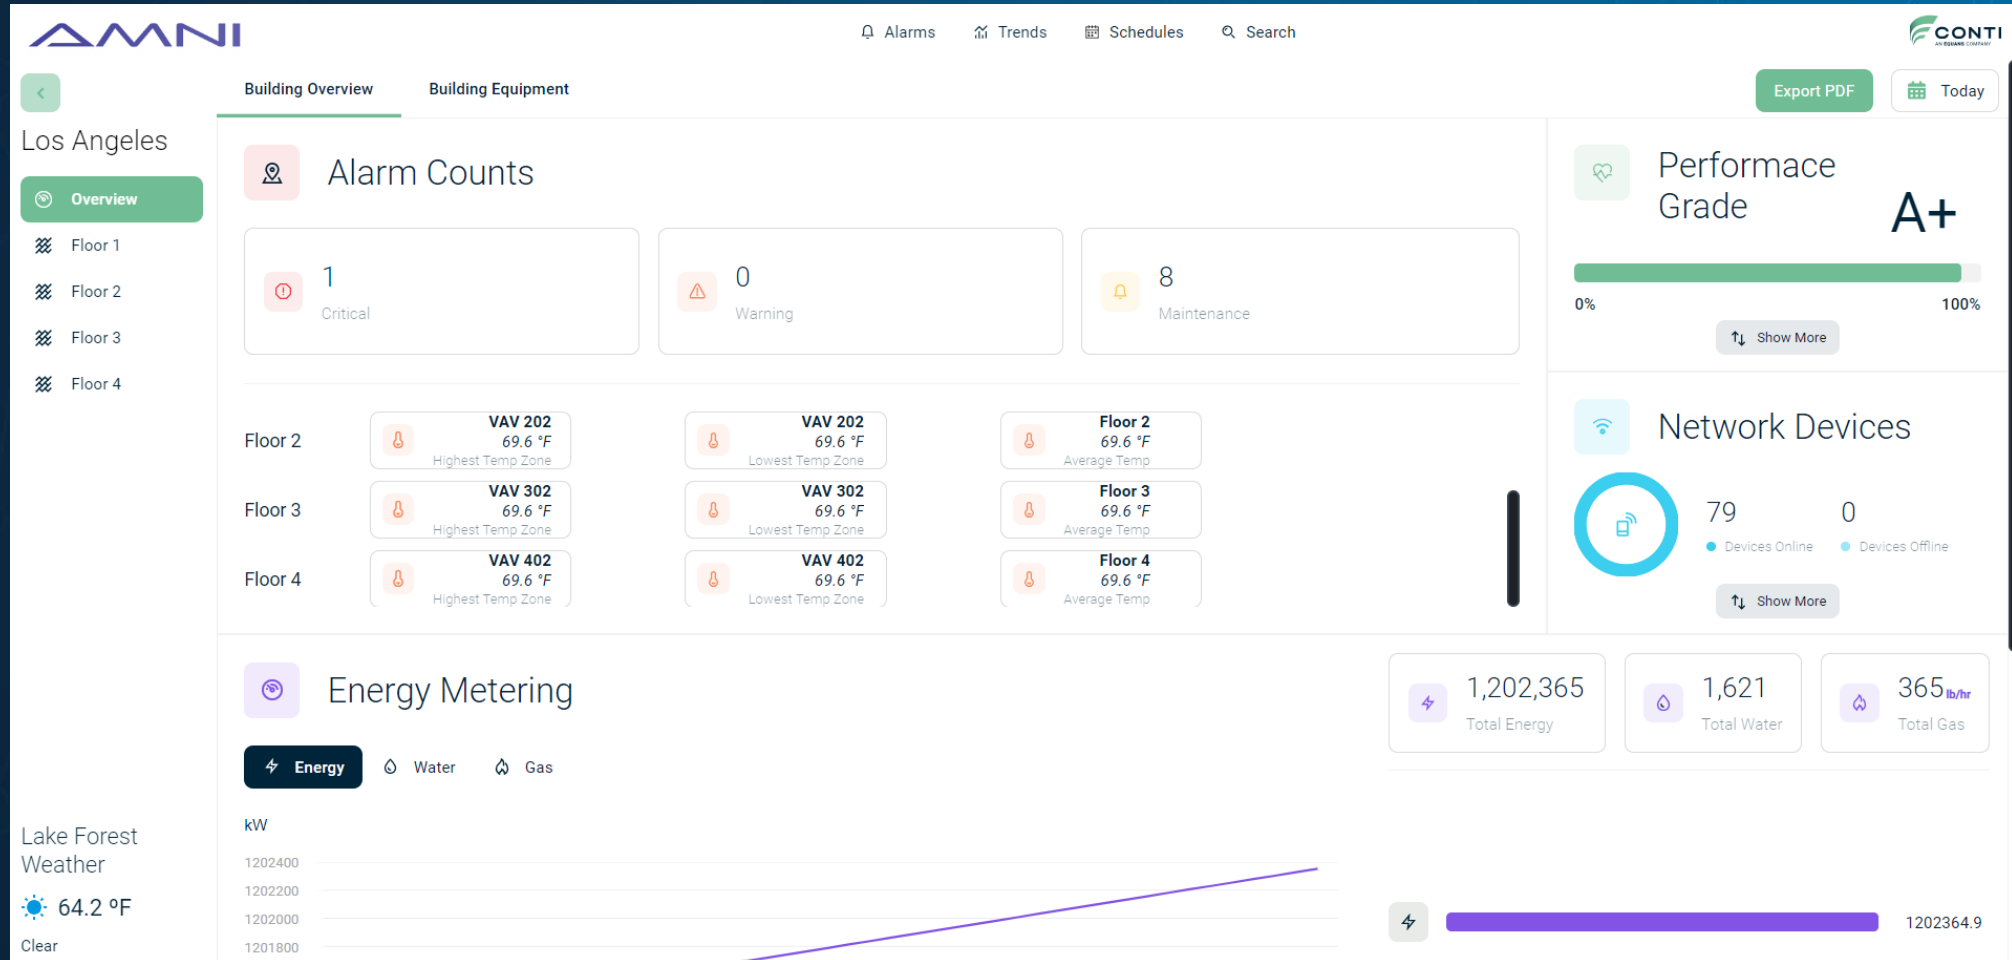 AMNI
Alarms
Trends
Schedules
Search
CONTI
AN EQUANS COMPANY
Building Overview
Building Equipment
Export PDF
Today
Los Angeles
Overview
Floor 1
Floor 2
Floor 3
Floor 4
Alarm Counts
1
Critical
0
Warning
8
Maintenance
Floor 2
VAV 202
69.6 °F
Highest Temp Zone
VAV 202
69.6 °F
Lowest Temp Zone
Floor 2
69.6 °F
Average Temp
Floor 3
VAV 302
69.6 °F
Highest Temp Zone
VAV 302
69.6 °F
Lowest Temp Zone
Floor 3
69.6 °F
Average Temp
Floor 4
VAV 402
69.6 °F
Highest Temp Zone
VAV 402
69.6 °F
Lowest Temp Zone
Floor 4
69.6 °F
Average Temp
Performace
Grade
A+
0%
100%
Show More
Network Devices
79
Devices Online
0
Devices Offline
Show More
Energy Metering
Energy
Water
Gas
kW
1202400
1202200
1202000
1201800
1,202,365
Total Energy
1,621
Total Water
365 lb/hr
Total Gas
1202364.9
Lake Forest
Weather
64.2 ºF
Clear